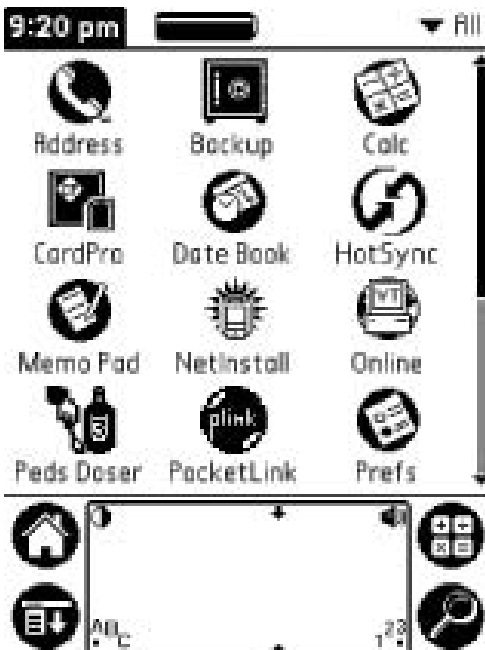 9:20 pm All
Address Backup Calc
CardPro Date Book HotSync
VT
Memo Pad NetInstall Online
plink
Peds Doser PocketLink Prefs
ABC 123